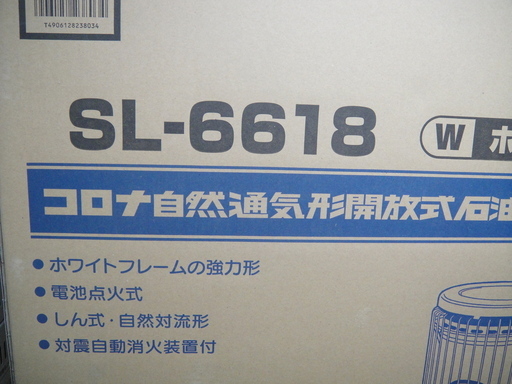 T4906128238034
SL-6618
W ホ
コロナ自然通気形開放式石油
●ホワイトフレームの強力形
●電池点火式
●しん式・自然対流形
●対震自動消火装置付